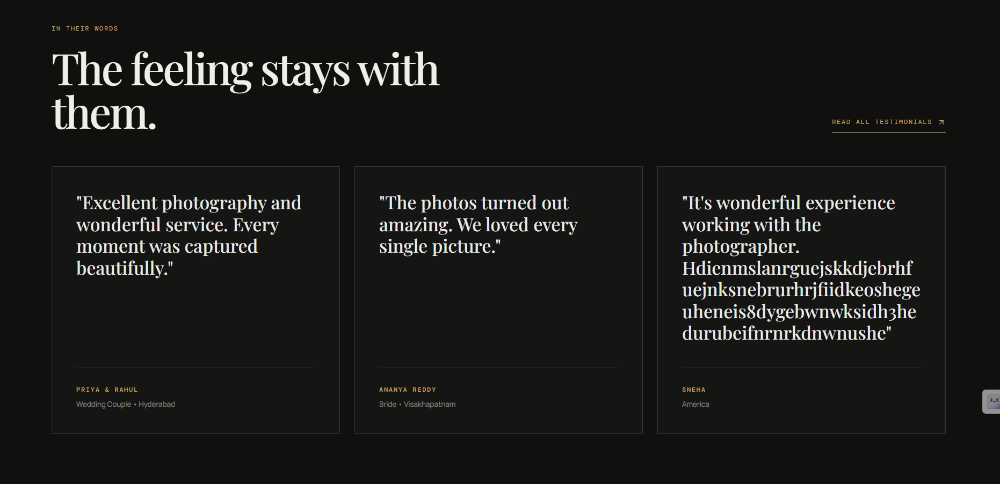 IN THEIR WORDS
The feeling stays with
them.
READ ALL TESTIMONIALS
"Excellent photography and
wonderful service. Every
moment was captured
beautifully."
PRIYA & RAHUL
Wedding Couple • Hyderabad
"The photos turned out
amazing. We loved every
single picture."
ANANYA REDDY
Bride • Visakhapatnam
"It's wonderful experience
working with the
photographer.
Hdienmslanrguejskkdjebrhf
uejnksnebrurhrjfiidkeoshege
uheneis8dygebwnwksidh3he
durubeifnrnrkdnwnushe"
SNEHA
America